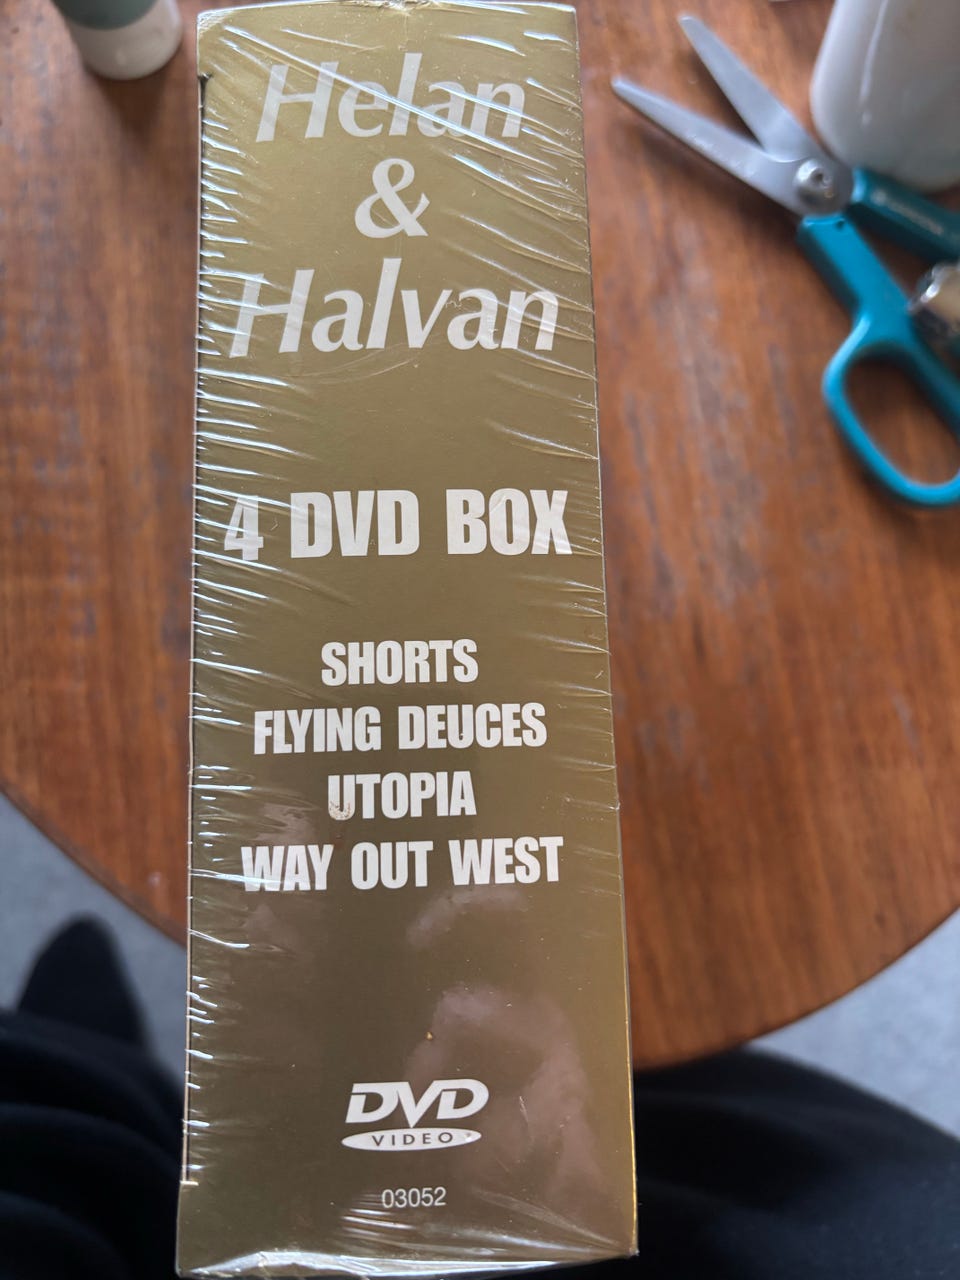 Helan
&
Halvan
4 DVD BOX
SHORTS
FLYING DEUCES
UTOPIA
WAY OUT WEST
DVD
VIDEO
03052